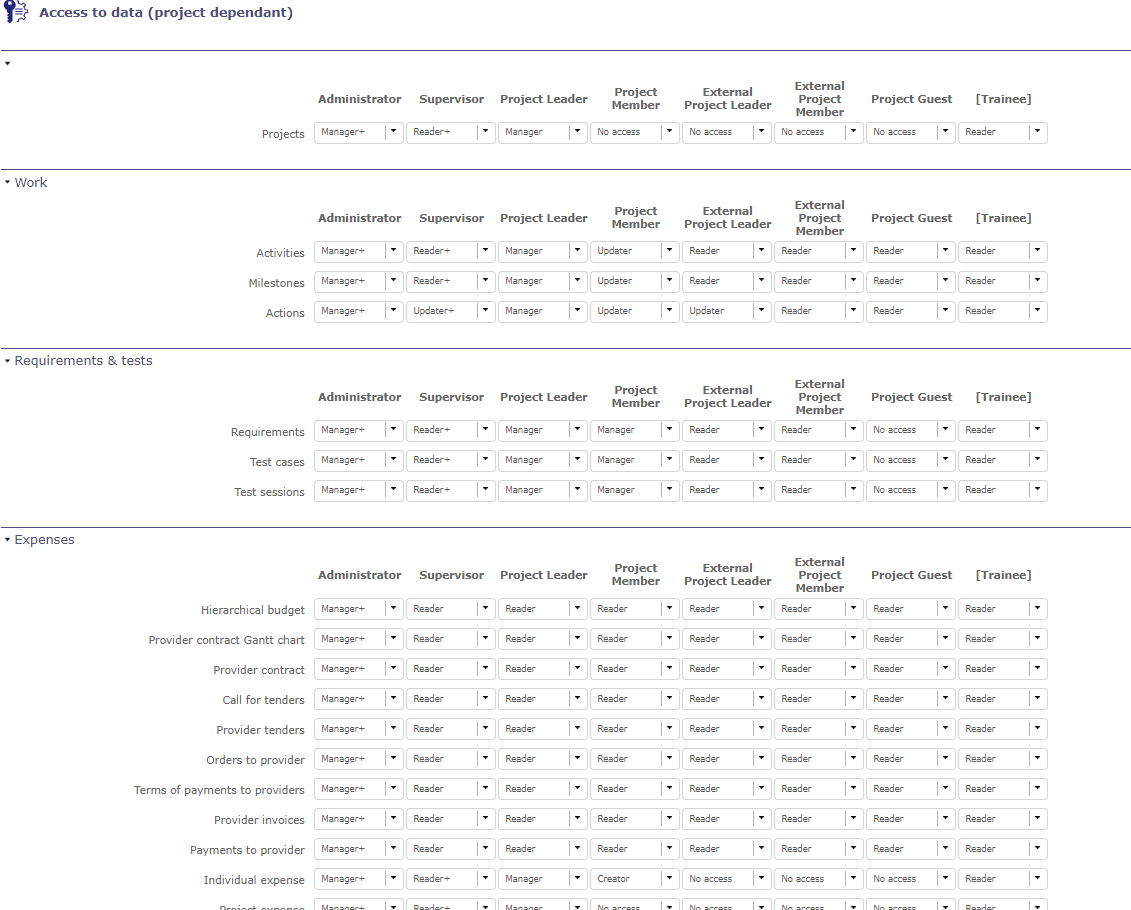 Access to data (project dependant)
Administrator Supervisor Project Leader Project Member External Project Leader External Project Member Project Guest [Trainee]
Projects Manager+ Reader+ Manager No access No access No access No access Reader
Work
Administrator Supervisor Project Leader Project Member External Project Leader External Project Member Project Guest [Trainee]
Activities Manager+ Reader+ Manager Updater Reader Reader Reader Reader
Milestones Manager+ Reader+ Manager Updater Reader Reader Reader Reader
Actions Manager+ Updater+ Manager Updater Updater Reader Reader Reader
Requirements & tests
Administrator Supervisor Project Leader Project Member External Project Leader External Project Member Project Guest [Trainee]
Requirements Manager+ Reader+ Manager Manager Reader Reader No access Reader
Test cases Manager+ Reader+ Manager Manager Reader Reader No access Reader
Test sessions Manager+ Reader+ Manager Manager Reader Reader No access Reader
Expenses
Administrator Supervisor Project Leader Project Member External Project Leader External Project Member Project Guest [Trainee]
Hierarchical budget Manager+ Reader Reader Reader Reader Reader Reader Reader
Provider contract Gantt chart Manager+ Reader Reader Reader Reader Reader Reader Reader
Provider contract Manager+ Reader Reader Reader Reader Reader Reader Reader
Call for tenders Manager+ Reader Reader Reader Reader Reader Reader Reader
Provider tenders Manager+ Reader Reader Reader Reader Reader Reader Reader
Orders to provider Manager+ Reader Reader Reader Reader Reader Reader Reader
Terms of payments to providers Manager+ Reader Reader Reader Reader Reader Reader Reader
Provider invoices Manager+ Reader Reader Reader Reader Reader Reader Reader
Payments to provider Manager+ Reader Reader Reader Reader Reader Reader Reader
Individual expense Manager+ Reader+ Manager Creator No access No access No access Reader
Project expense Manager+ Reader+ Manager No access No access No access No access Reader